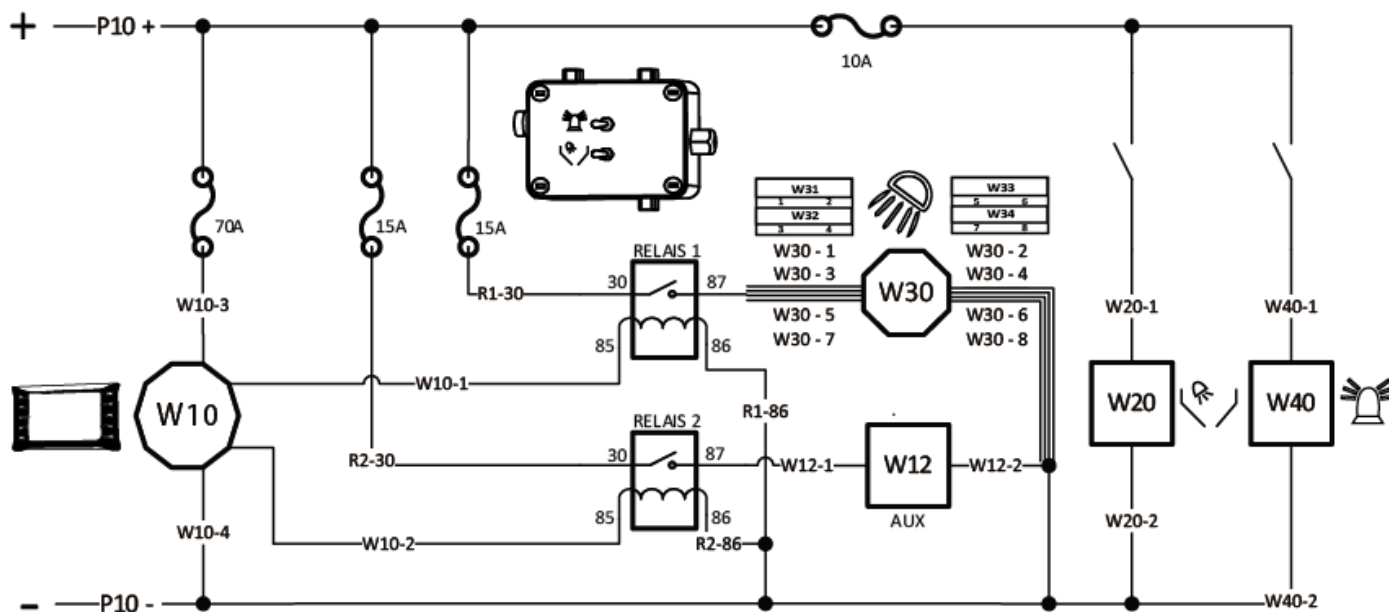 + P10 +
10A
70A
15A
15A
W31
1 2
W32
3 4
W33
5 6
W34
7 8
RELAIS 1
30
87
85
86
R1-30
W30 - 1
W30 - 3
W30 - 5
W30 - 7
W30
W30 - 2
W30 - 4
W30 - 6
W30 - 8
W10-3
W20-1
W40-1
W10
W10-1
R1-86
W20
W40
RELAIS 2
30
87
85
86
R2-30
W12-1
W12
W12-2
AUX
W10-4
W10-2
R2-86
W20-2
- P10 -
W40-2